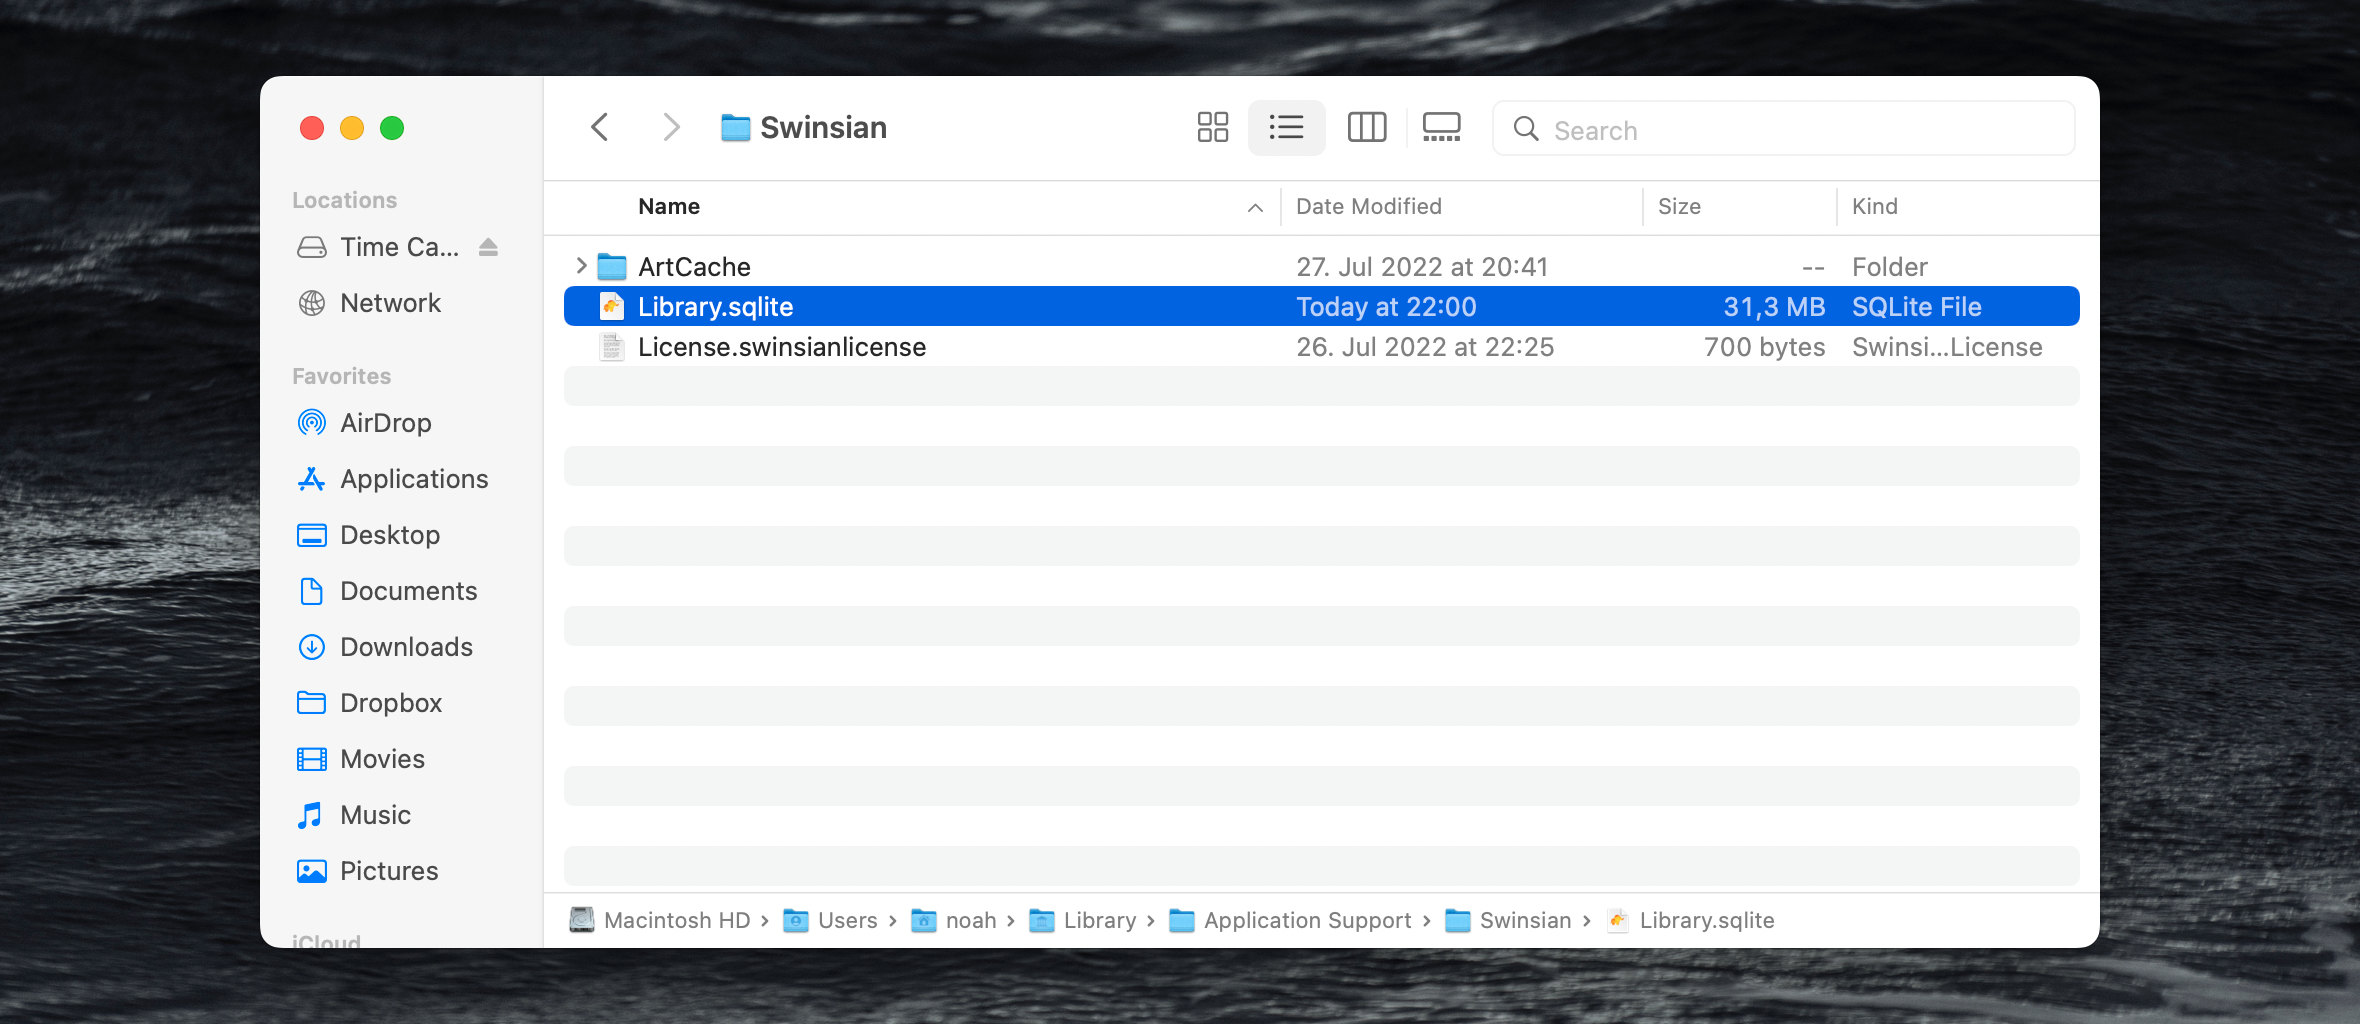 Swinsian
Search
Locations
Time Ca...
Network
Favorites
AirDrop
Applications
Desktop
Documents
Downloads
Dropbox
Movies
Music
Pictures
iCloud
Name Date Modified Size Kind
ArtCache 27. Jul 2022 at 20:41 -- Folder
Library.sqlite Today at 22:00 31,3 MB SQLite File
License.swinsianlicense 26. Jul 2022 at 22:25 700 bytes Swinsi...License
Macintosh HD › Users › noah › Library › Application Support › Swinsian › Library.sqlite